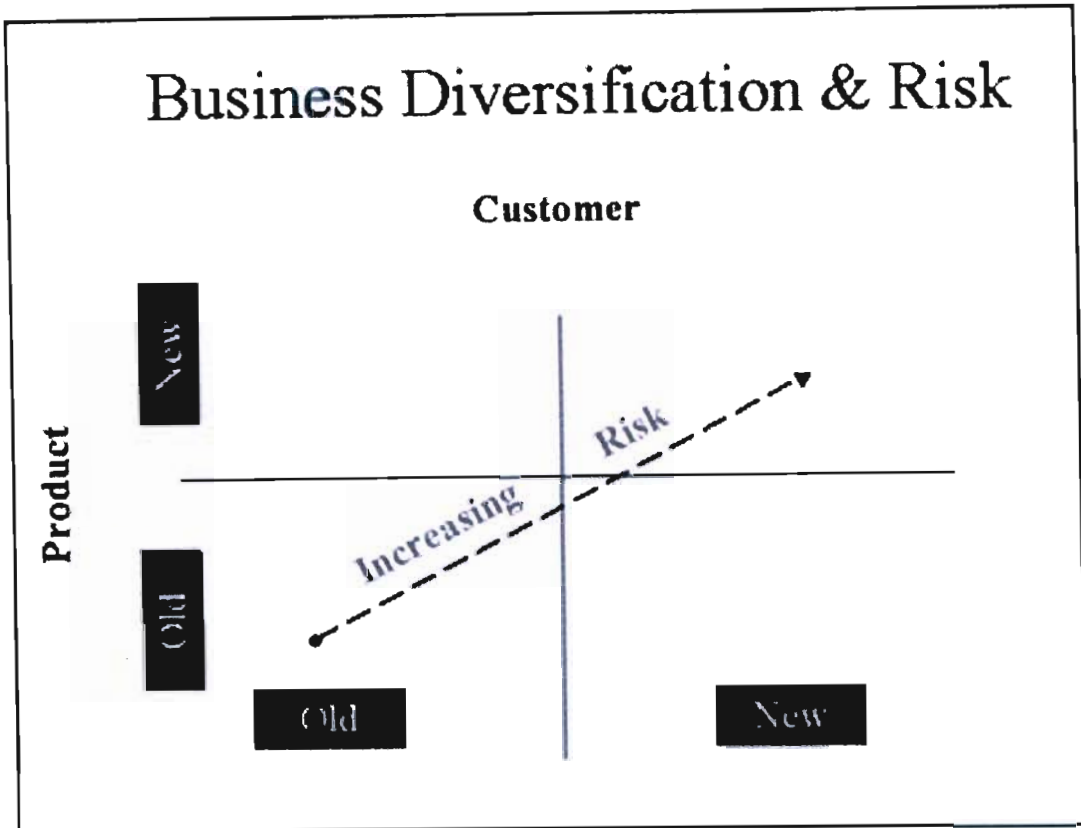 Business Diversification & Risk
Customer
New
Product
Risk
Increasing
Old
Old
New